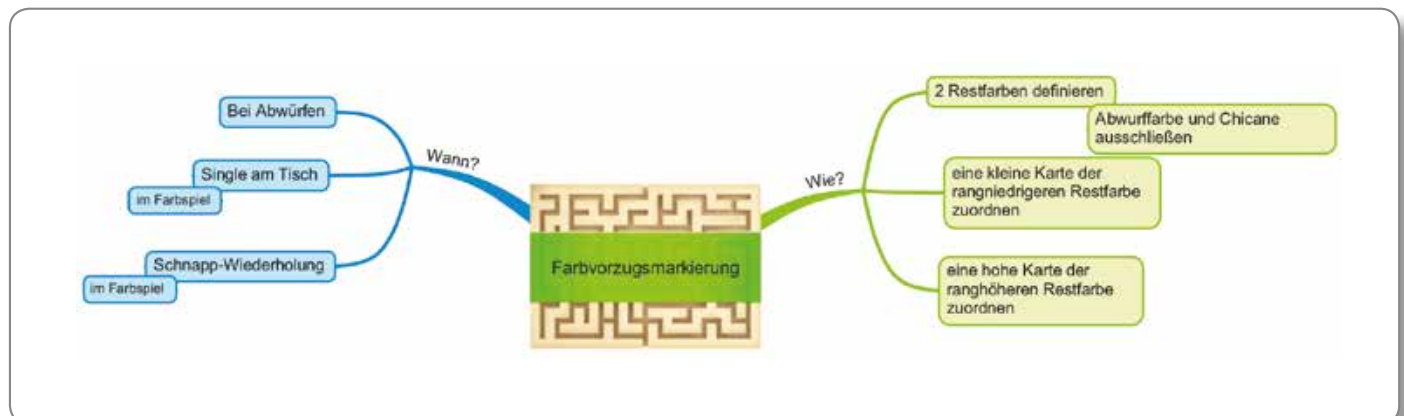 Bei Abwürfen
Single am Tisch
im Farbspiel
Schnapp-Wiederholung
im Farbspiel
Wann?
Farbvorzugsmarkierung
Wie?
2 Restfarben definieren
Abwurffarbe und Chicane
ausschließen
eine kleine Karte der
rangniedrigeren Restfarbe
zuordnen
eine hohe Karte der
ranghöheren Restfarbe
zuordnen